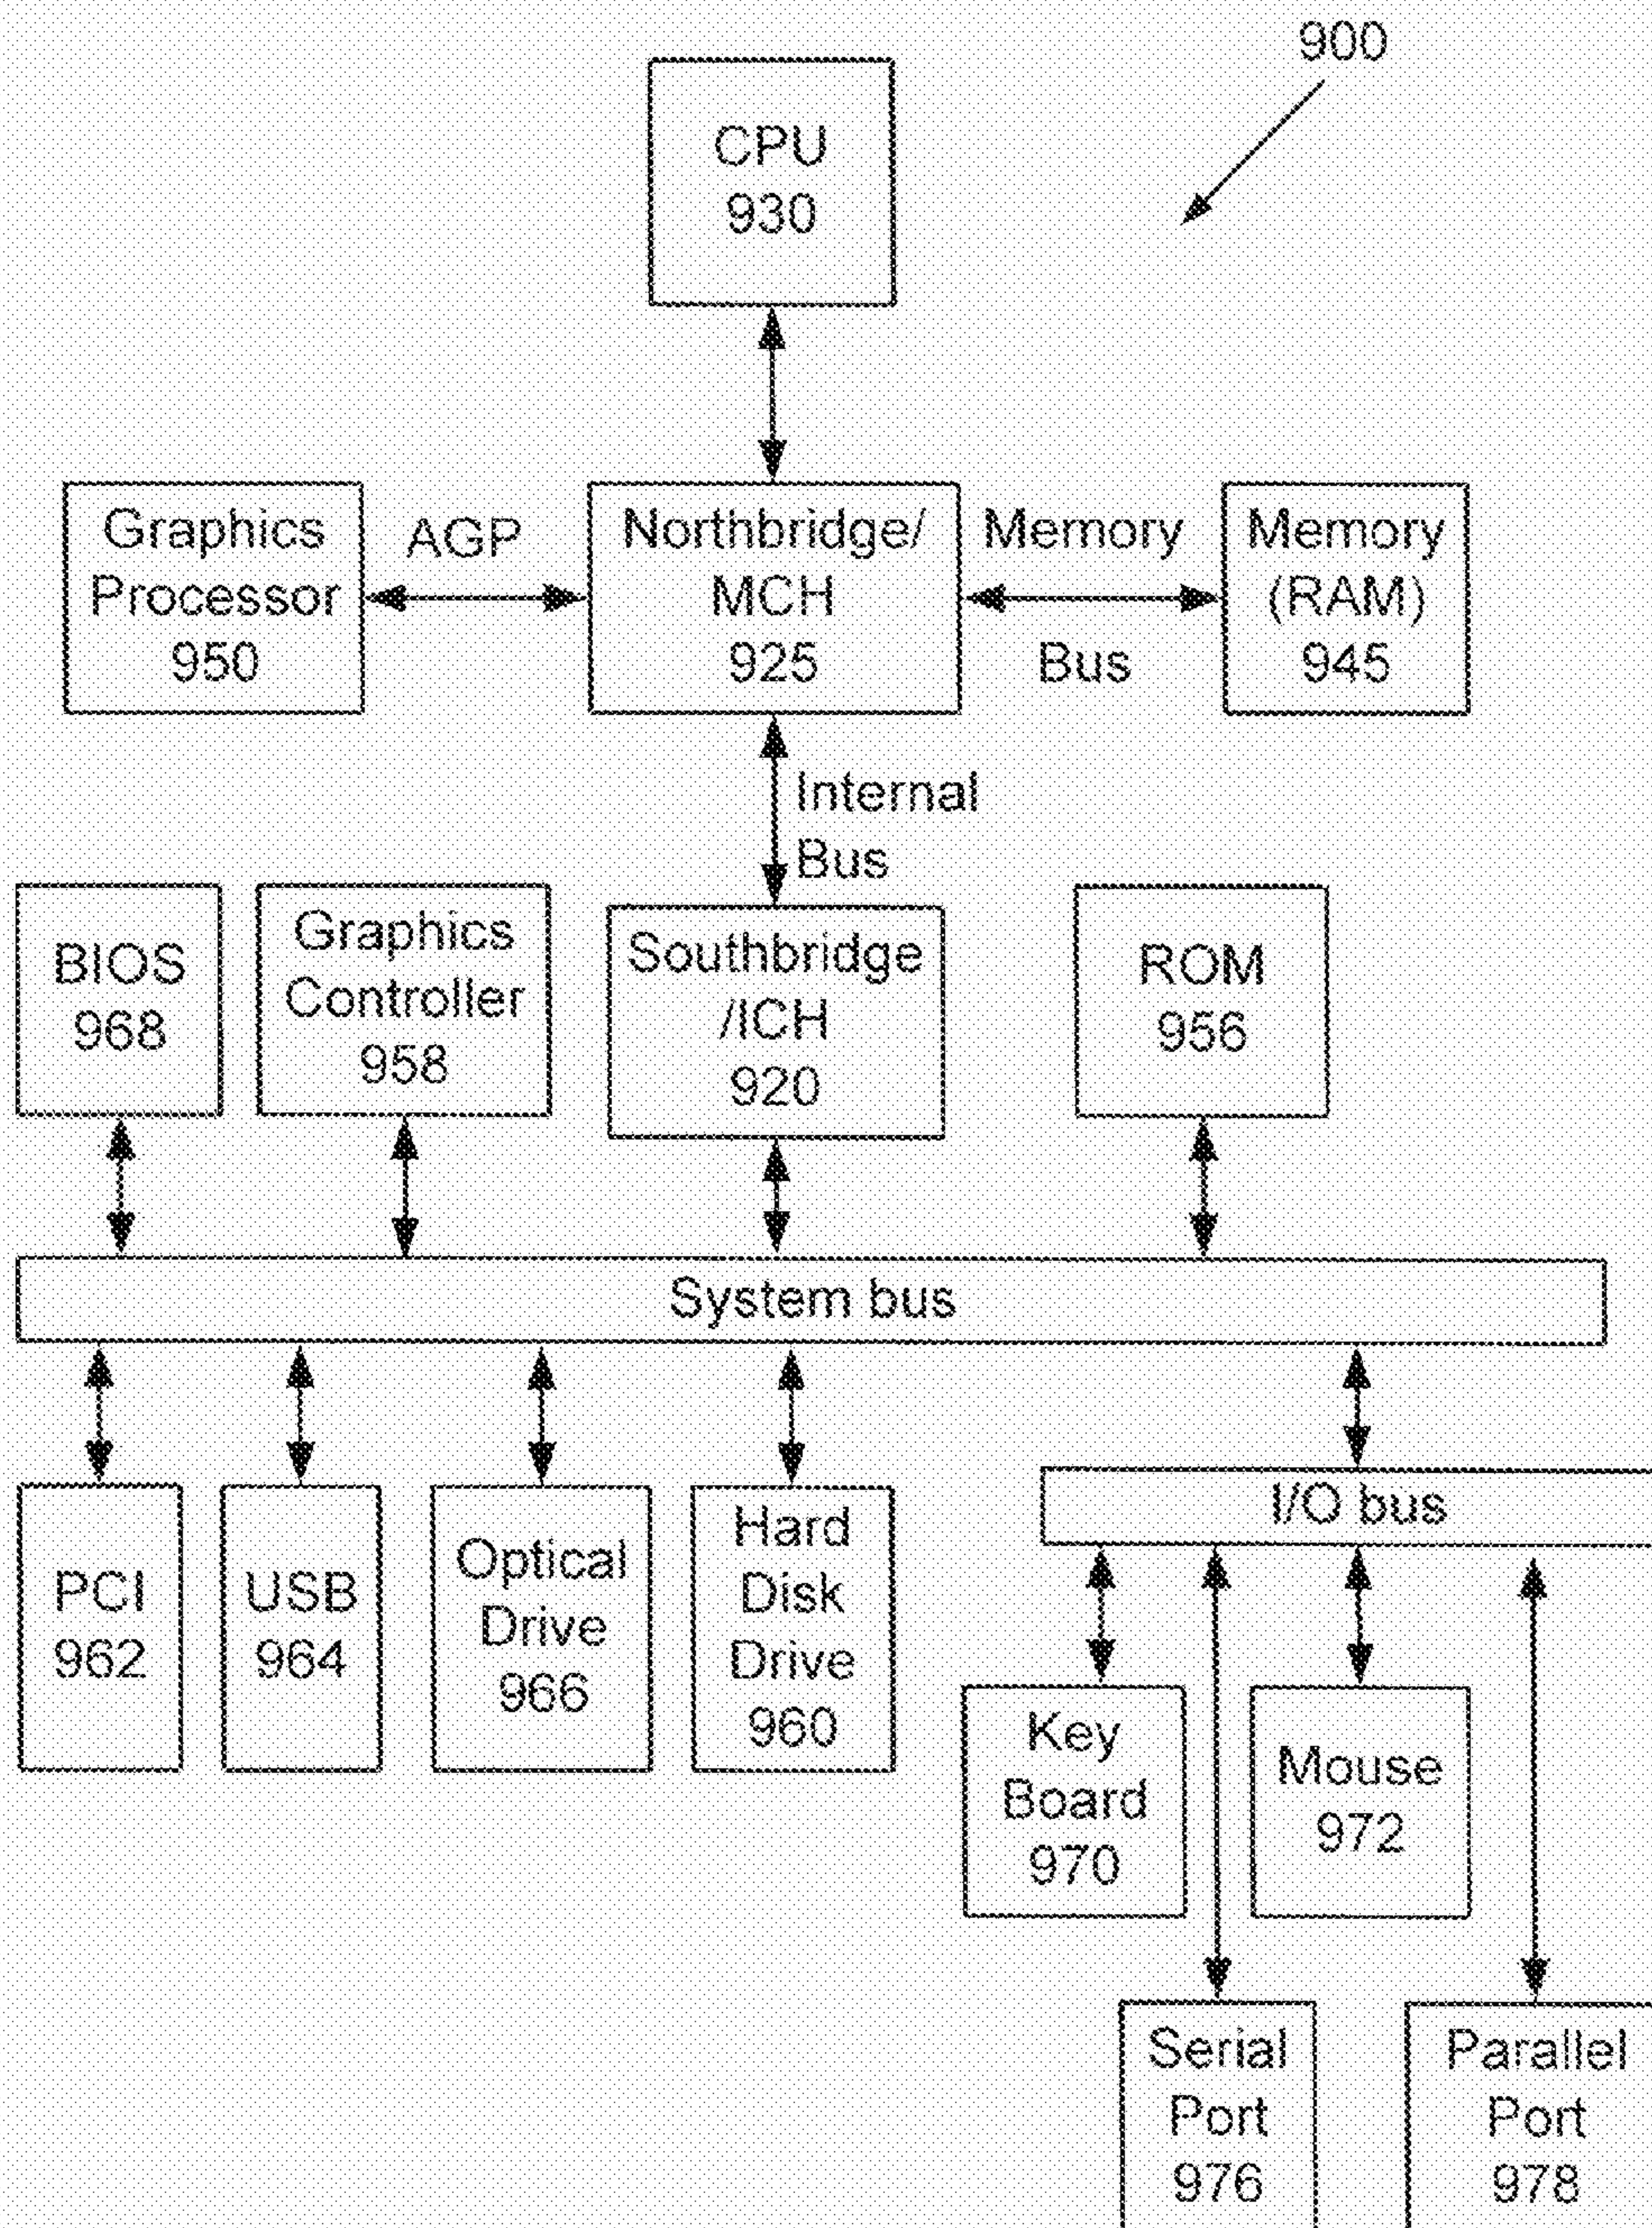 900
CPU
930
Graphics
Processor
950
AGP
Northbridge/
MCH
925
Memory
Bus
Memory
(RAM)
945
Internal
Bus
BIOS
968
Graphics
Controller
958
Southbridge
/ICH
920
ROM
956
System bus
PCI
962
USB
964
Optical
Drive
966
Hard
Disk
Drive
960
I/O bus
Key
Board
970
Mouse
972
Serial
Port
976
Parallel
Port
978